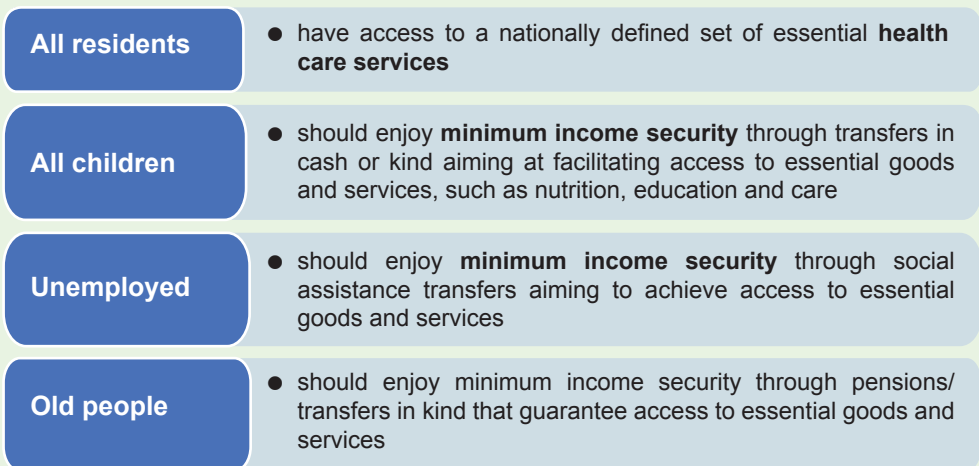 All residents
● have access to a nationally defined set of essential health
care services
All children
● should enjoy minimum income security through transfers in
cash or kind aiming at facilitating access to essential goods
and services, such as nutrition, education and care
Unemployed
● should enjoy minimum income security through social
assistance transfers aiming to achieve access to essential
goods and services
Old people
● should enjoy minimum income security through pensions/
transfers in kind that guarantee access to essential goods and
services